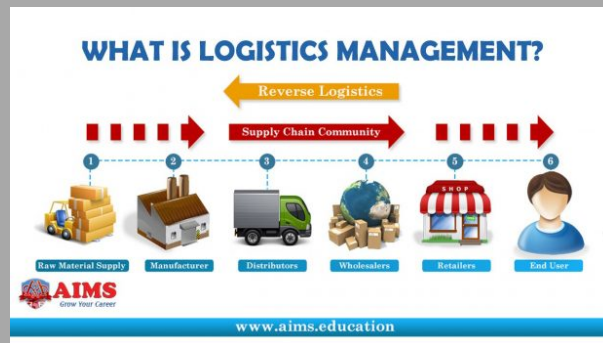 WHAT IS LOGISTICS MANAGEMENT?
Reverse Logistics
Supply Chain Community
1 2 3 4 5 6
SHOP
Raw Material Supply Manufacturer Distributors Wholesalers Retailers End User
AIMS
Grow Your Career
www.aims.education